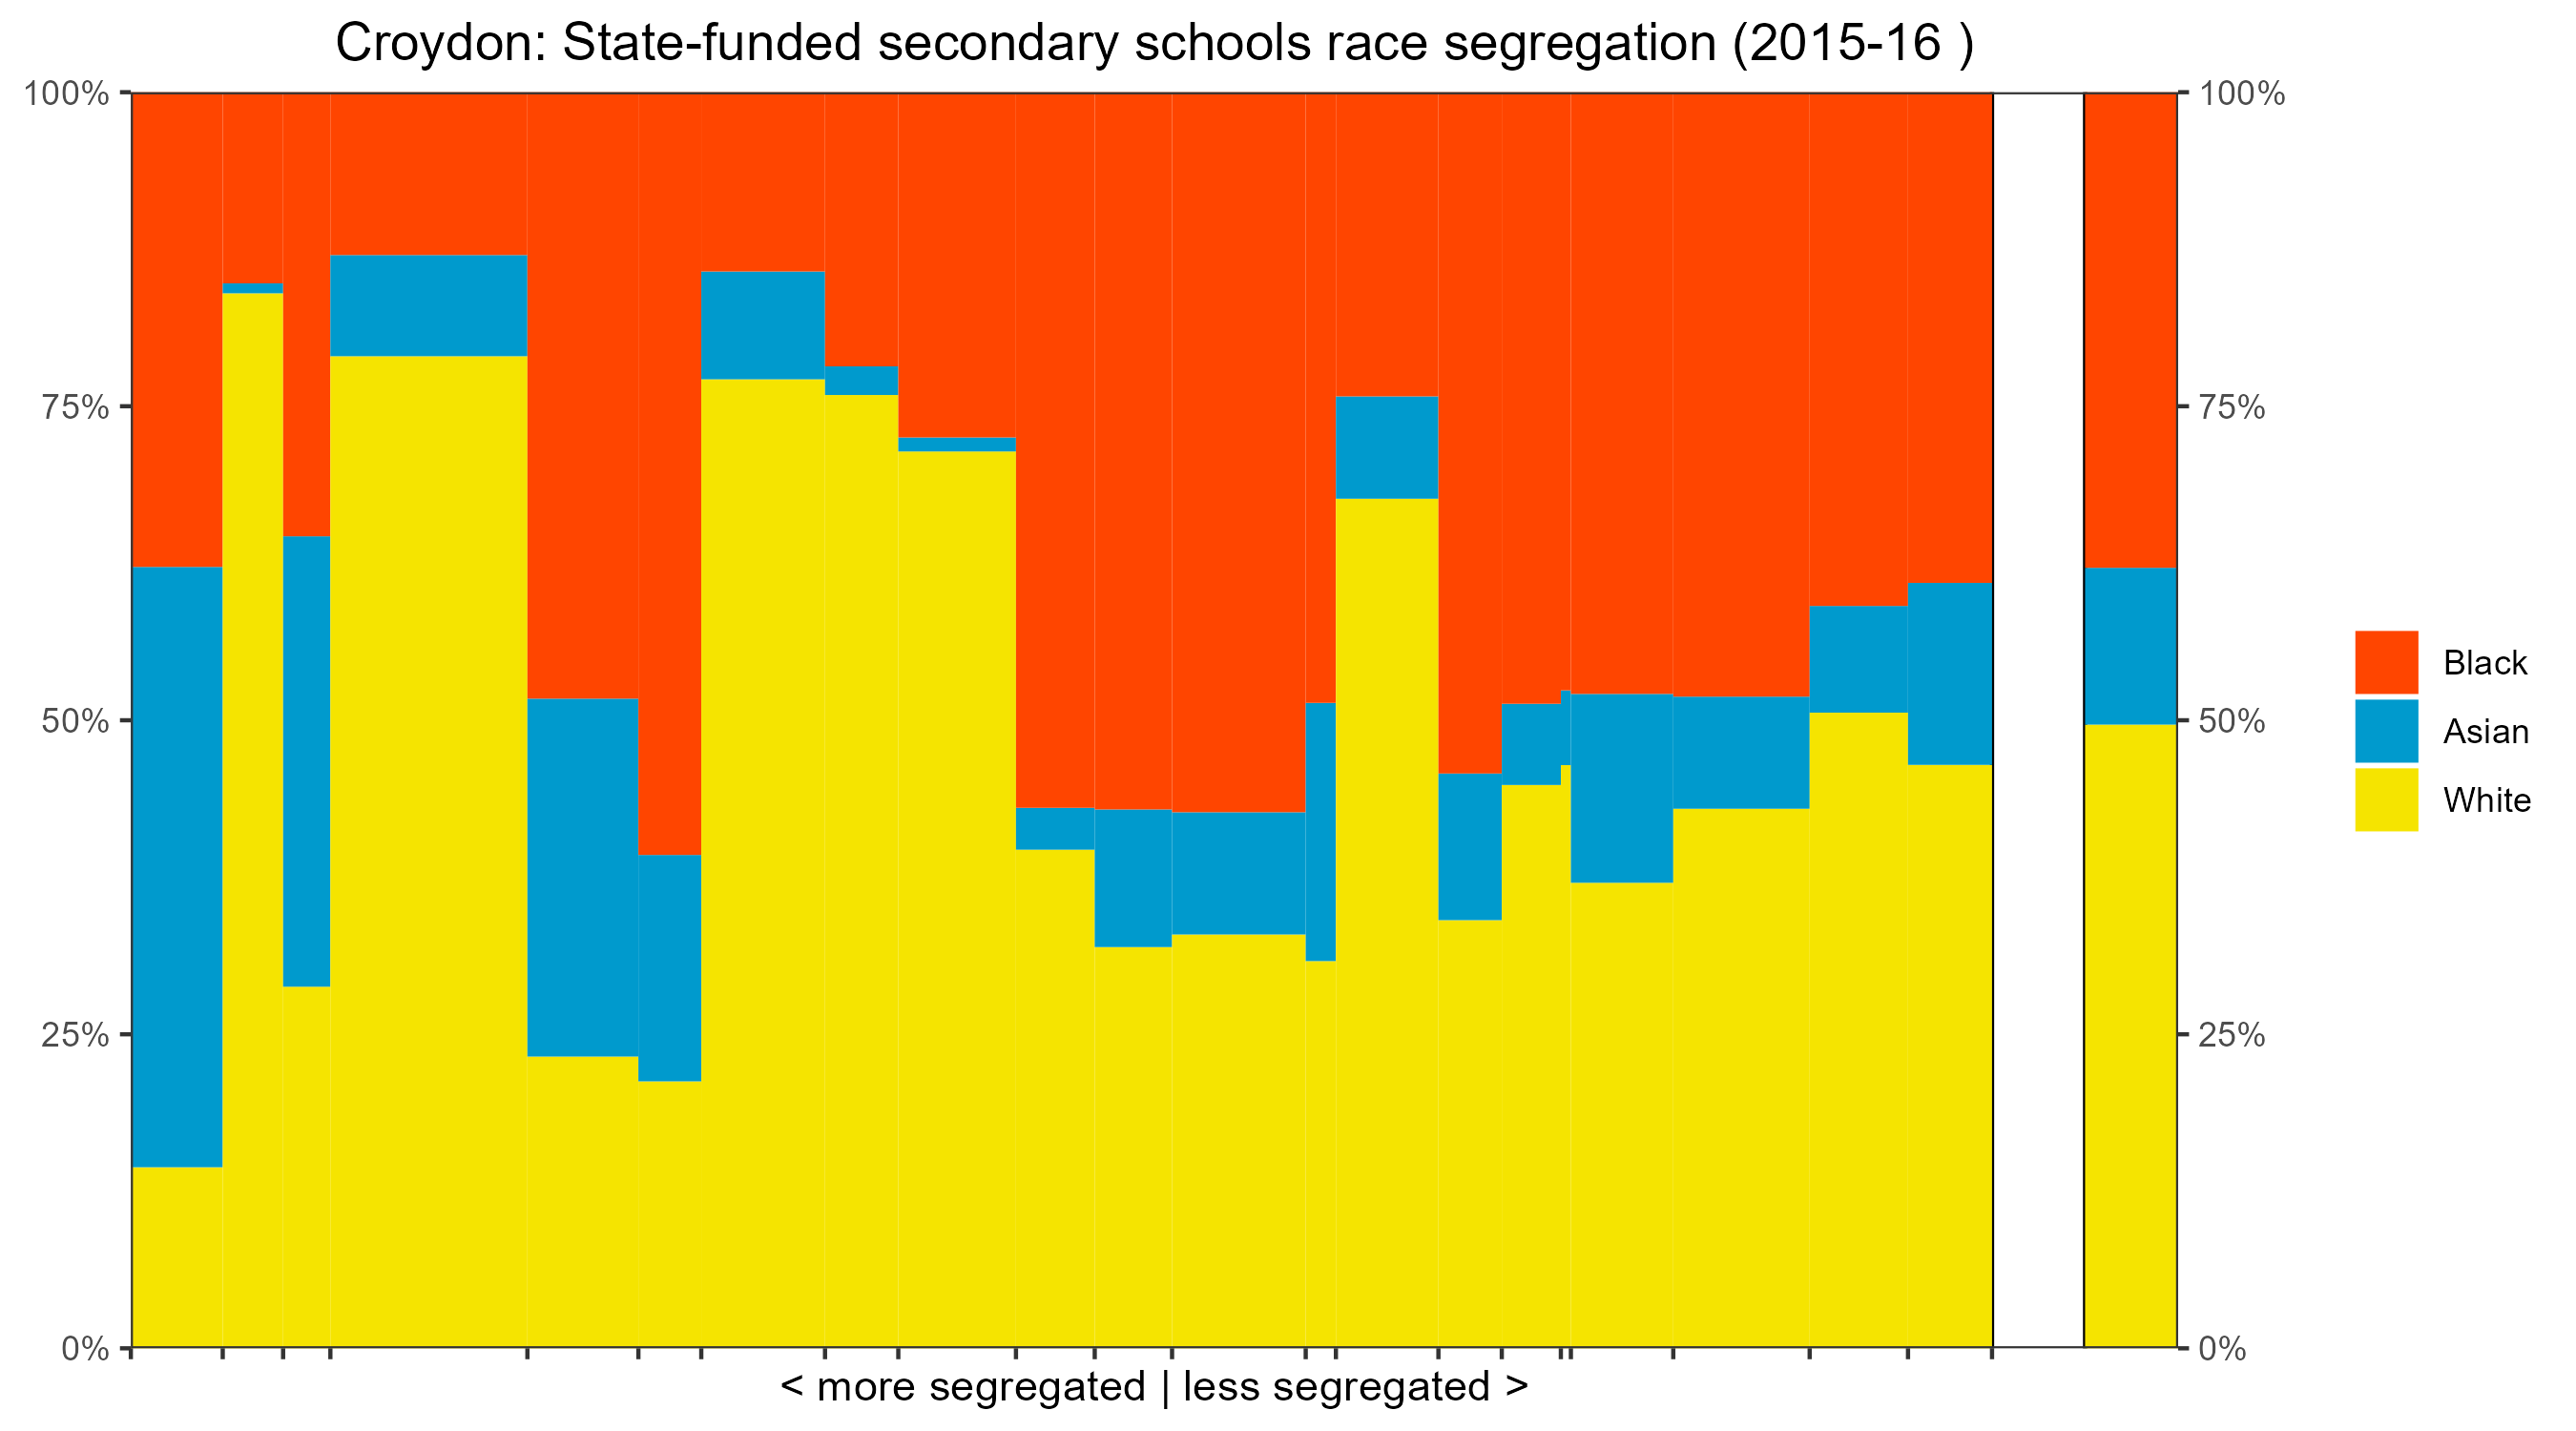 Croydon: State-funded secondary schools race segregation (2015-16 )
100%
100%
75%
75%
50%
50%
25%
25%
0%
0%
Black
Asian
White
< more segregated | less segregated >